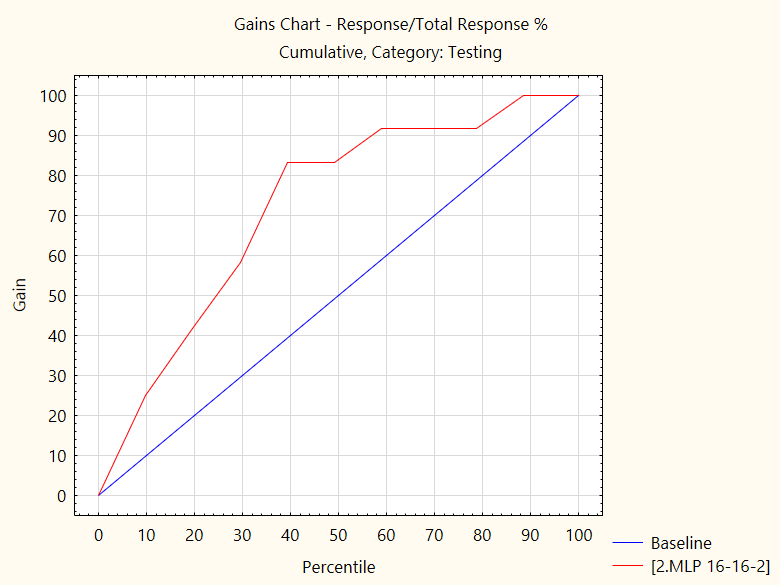 Gains Chart - Response/Total Response %
Cumulative, Category: Testing
100
90
80
70
60
50
40
30
20
10
0
Gain
0 10 20 30 40 50 60 70 80 90 100
Percentile
Baseline
[2.MLP 16-16-2]